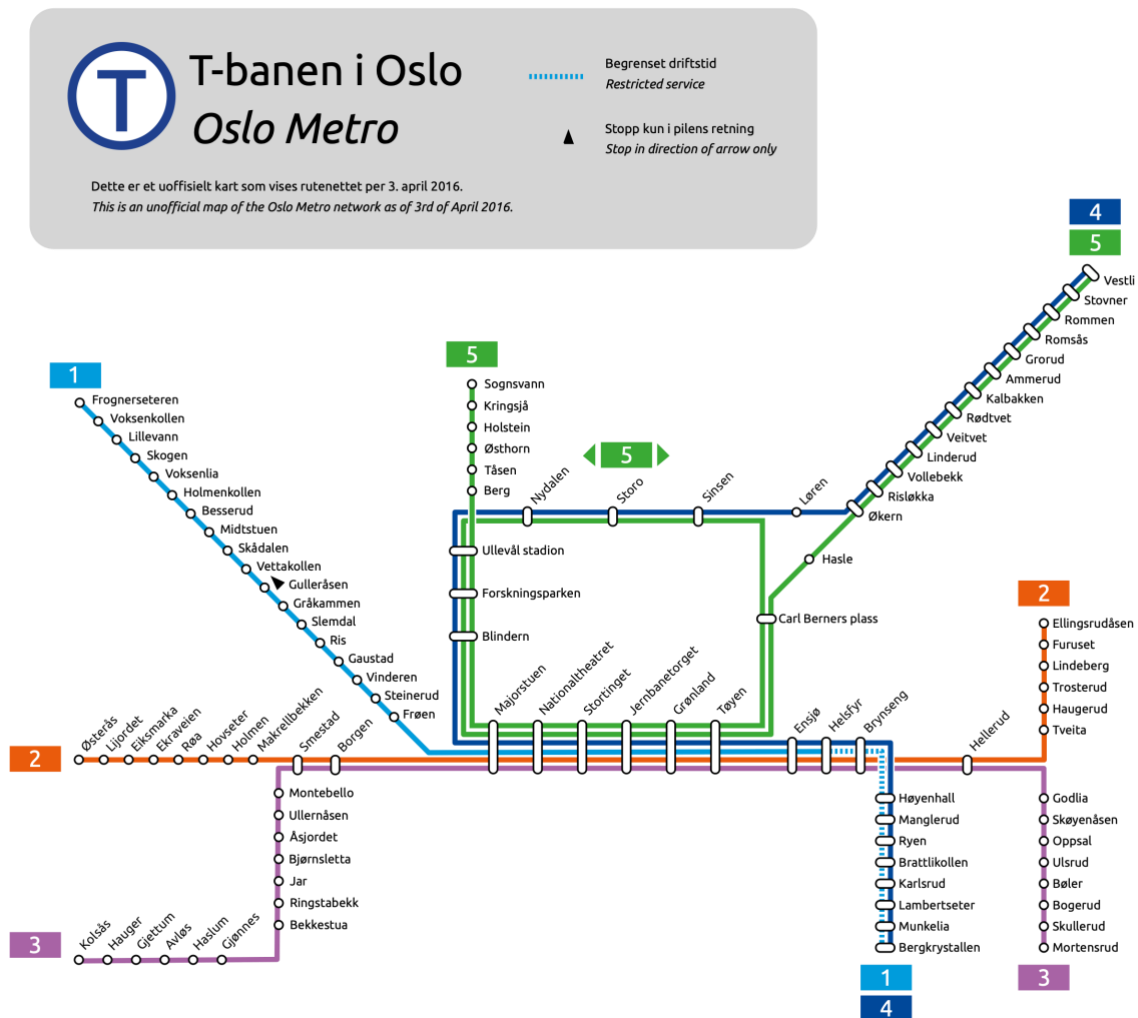 T
T-banen i Oslo
Oslo Metro
Begrenset driftstid
Restricted service
Stopp kun i pilens retning
Stop in direction of arrow only
Dette er et uoffisielt kart som vises rutenettet per 3. april 2016.
This is an unofficial map of the Oslo Metro network as of 3rd of April 2016.
4
5
Vestli
Stovner
Rommen
Romsås
Grorud
Ammerud
Kalbakken
Rødtvet
Veitvet
Linderud
Vollebekk
Risløkka
Økern
Hasle
Carl Berners plass
1
Frognerseteren
Voksenkollen
Lillevann
Skogen
Voksenlia
Holmenkollen
Besserud
Midtstuen
Skådalen
Vettakollen
Gulleråsen
Gråkammen
Slemdal
Ris
Gaustad
Vinderen
Steinerud
Frøen
5
Sognsvann
Kringsjå
Holstein
Østhorn
Tåsen
Berg
5
Nydalen
Storo
Sinsen
Løren
Ullevål stadion
Forskningsparken
Blindern
2
Østerås
Lijordet
Eiksmarka
Ekraveien
Røa
Hovseter
Holmen
Makrellbekken
Smestad
Borgen
Majorstuen
Nationaltheatret
Stortinget
Jernbanetorget
Grønland
Tøyen
Ensjø
Helsfyr
Brynseng
Hellerud
2
Ellingsrudåsen
Furuset
Lindeberg
Trosterud
Haugerud
Tveita
Montebello
Ullernåsen
Åsjordet
Bjørnsletta
Jar
Ringstabekk
Bekkestua
3
Kolsås
Hauger
Gjettum
Avløs
Haslum
Gjønnes
Høyenhall
Manglerud
Ryen
Brattlikollen
Karlsrud
Lambertseter
Munkelia
Bergkrystallen
1
4
Godlia
Skøyenåsen
Oppsal
Ulsrud
Bøler
Bogerud
Skullerud
Mortensrud
3